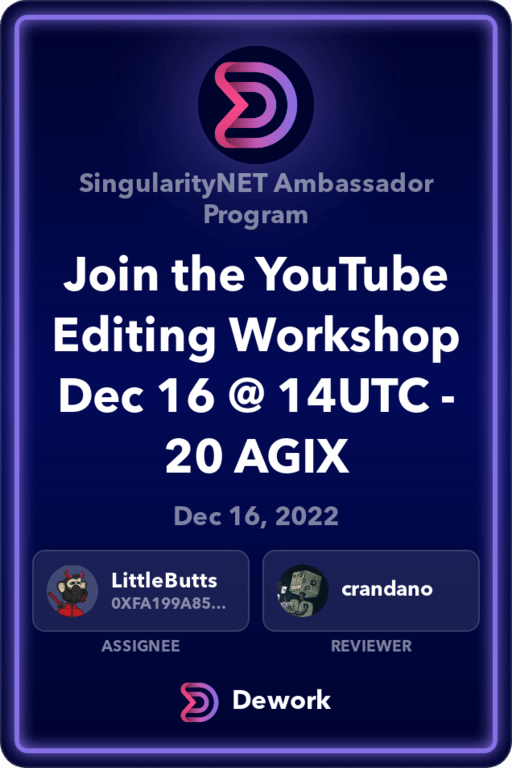 SingularityNET Ambassador
Program
Join the YouTube
Editing Workshop
Dec 16 @ 14UTC -
20 AGIX
Dec 16, 2022
LittleButts
0XFA199A85...
crandano
ASSIGNEE
REVIEWER
Dework